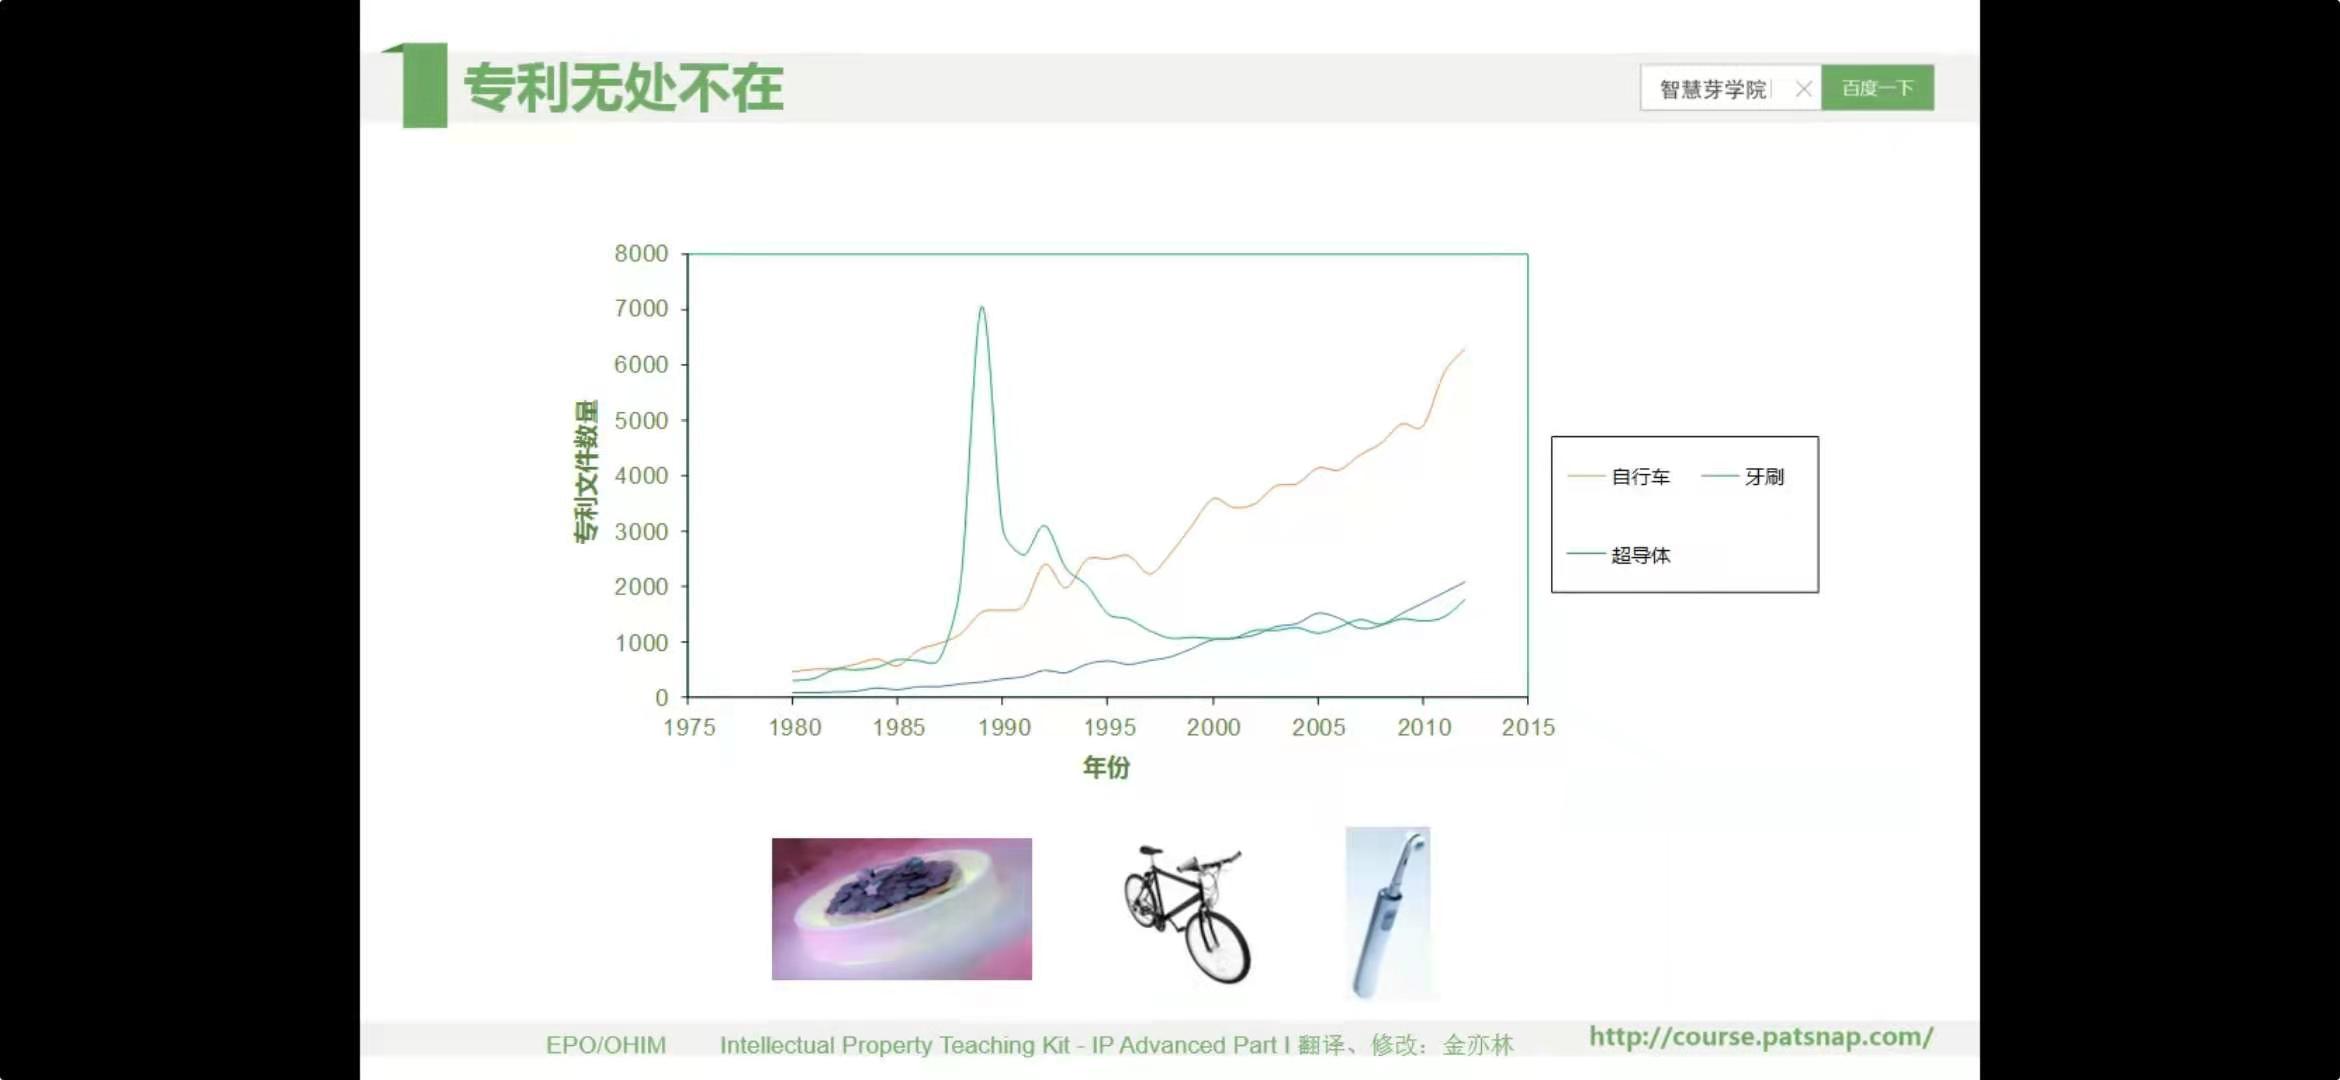 专利无处不在
智慧芽学院
百度一下
8000
7000
6000
5000
4000
3000
2000
1000
0
专利文件数量
1975 1980 1985 1990 1995 2000 2005 2010 2015
年份
自行车 牙刷
超导体
EPO/OHIM Intellectual Property Teaching Kit - IP Advanced Part I 翻译、修改：金亦林
http://course.patsnap.com/